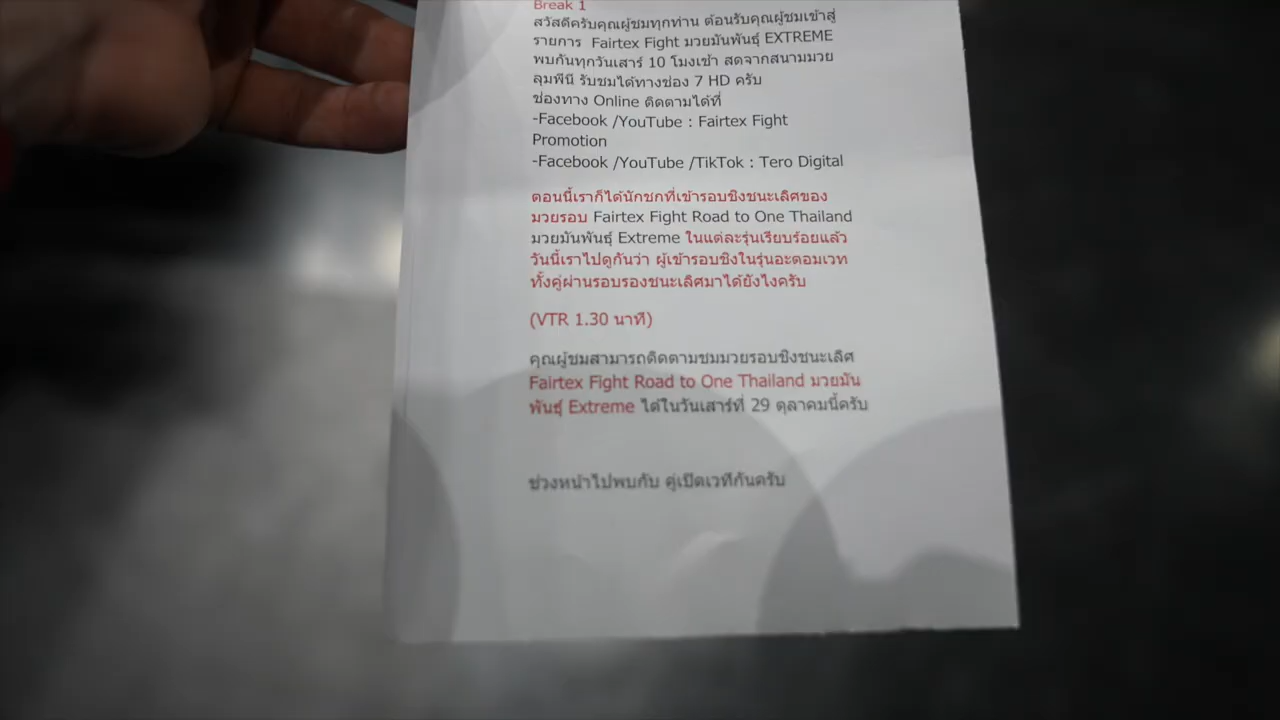 Break 1
สวัสดีครับคุณผู้ชมทุกท่าน ต้อนรับคุณผู้ชมเข้าสู่
รายการ Fairtex Fight มวยมันพันธุ์ EXTREME
พบกันทุกวันเสาร์ 10 โมงเช้า สดจากสนามมวย
ลุมพีนี รับชมได้ทางช่อง 7 HD ครับ
ช่องทาง Online ติดตามได้ที่
-Facebook /YouTube : Fairtex Fight
Promotion
-Facebook /YouTube /TikTok : Tero Digital
ตอนนี้เราก็ได้นักชกที่เข้ารอบชิงชนะเลิศของ
มวยรอบ Fairtex Fight Road to One Thailand
มวยมันพันธุ์ Extreme ในแต่ละรุ่นเรียบร้อยแล้ว
วันนี้เราไปดูกันว่า ผู้เข้ารอบชิงในรุ่นอะตอมเวท
ทั้งคู่ผ่านรอบรองชนะเลิศมาได้ยังไงครับ
(VTR 1.30 นาที)
คุณผู้ชมสามารถติดตามชมมวยรอบชิงชนะเลิศ
Fairtex Fight Road to One Thailand มวยมัน
พันธุ์ Extreme ได้ในวันเสาร์ที่ 29 ตุลาคมนี้ครับ
ช่วงหน้าไปพบกับ คู่เปิดเวทีกันครับ